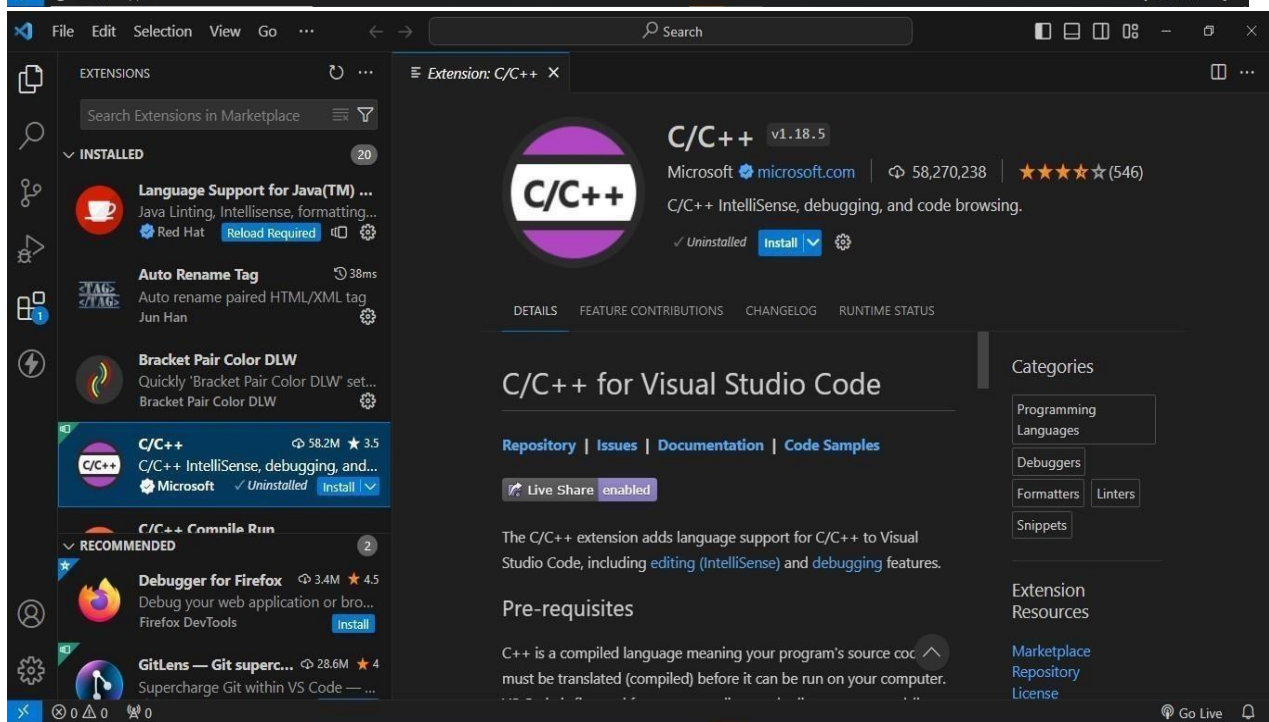 File Edit Selection View Go ···
Search
EXTENSIONS
Search Extensions in Marketplace
INSTALLED
20
Language Support for Java(TM) ...
Java Linting, Intellisense, formatting...
Red Hat Reload Required
Auto Rename Tag 38ms
<TAG>
</TAG>
Auto rename paired HTML/XML tag
Jun Han
1
Bracket Pair Color DLW
Quickly 'Bracket Pair Color DLW' set...
Bracket Pair Color DLW
C/C++ 58.2M ★ 3.5
C/C++
C/C++ IntelliSense, debugging, and...
Microsoft ✓ Uninstalled Install
C/C++ Compile Run
RECOMMENDED
2
Debugger for Firefox 3.4M ★ 4.5
Debug your web application or bro...
Firefox DevTools Install
GitLens — Git superc... 28.6M ★ 4
Supercharge Git within VS Code — ...
Extension: C/C++ ×
C/C++
C/C++ v1.18.5
Microsoft microsoft.com 58,270,238 ★★★★☆(546)
C/C++ IntelliSense, debugging, and code browsing.
✓ Uninstalled Install
DETAILS FEATURE CONTRIBUTIONS CHANGELOG RUNTIME STATUS
C/C++ for Visual Studio Code
Repository | Issues | Documentation | Code Samples
Live Share enabled
The C/C++ extension adds language support for C/C++ to Visual
Studio Code, including editing (IntelliSense) and debugging features.
Pre-requisites
C++ is a compiled language meaning your program's source
must be translated (compiled) before it can be run on your computer.
Categories
Programming
Languages
Debuggers
Formatters Linters
Snippets
Extension
Resources
Marketplace
Repository
License
0 0 0
Go Live